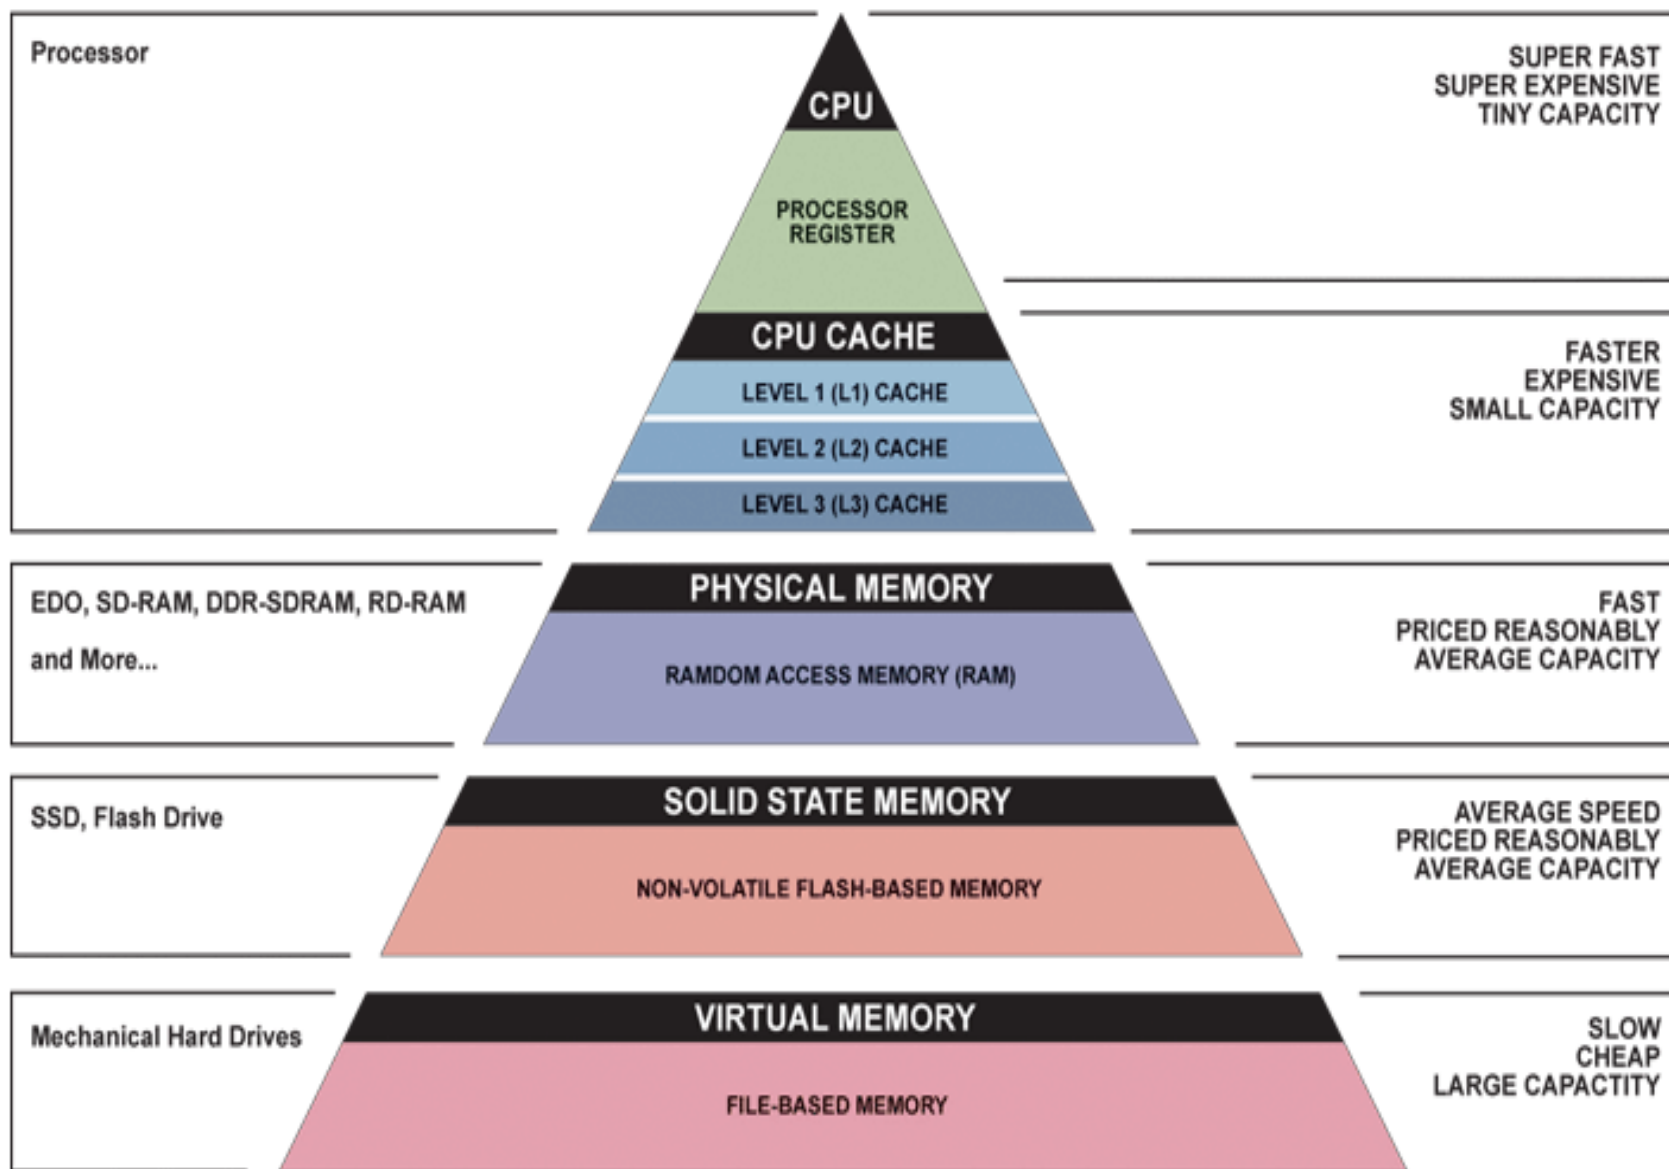 Processor
CPU
SUPER FAST
SUPER EXPENSIVE
TINY CAPACITY
PROCESSOR
REGISTER
CPU CACHE
LEVEL 1 (L1) CACHE
LEVEL 2 (L2) CACHE
LEVEL 3 (L3) CACHE
FASTER
EXPENSIVE
SMALL CAPACITY
EDO, SD-RAM, DDR-SDRAM, RD-RAM
and More...
PHYSICAL MEMORY
RAMDOM ACCESS MEMORY (RAM)
FAST
PRICED REASONABLY
AVERAGE CAPACITY
SSD, Flash Drive
SOLID STATE MEMORY
NON-VOLATILE FLASH-BASED MEMORY
AVERAGE SPEED
PRICED REASONABLY
AVERAGE CAPACITY
Mechanical Hard Drives
VIRTUAL MEMORY
FILE-BASED MEMORY
SLOW
CHEAP
LARGE CAPACTITY